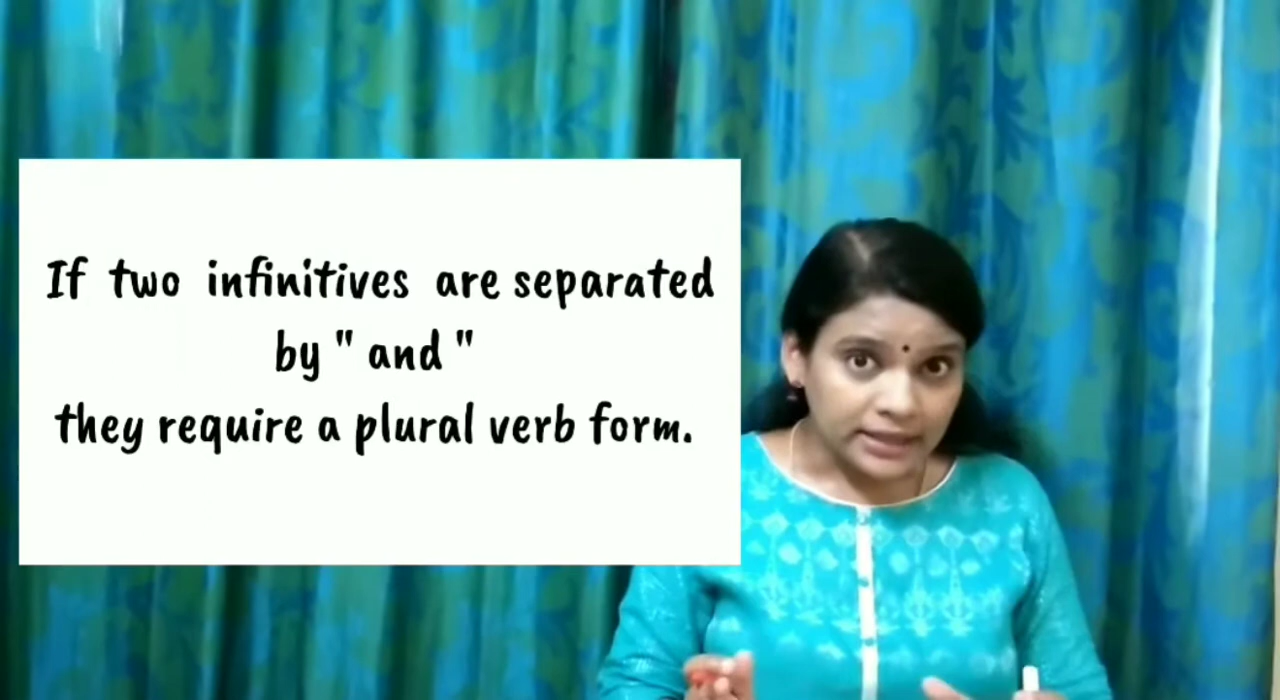 If two infinitives are separated
by " and "
they require a plural verb form.